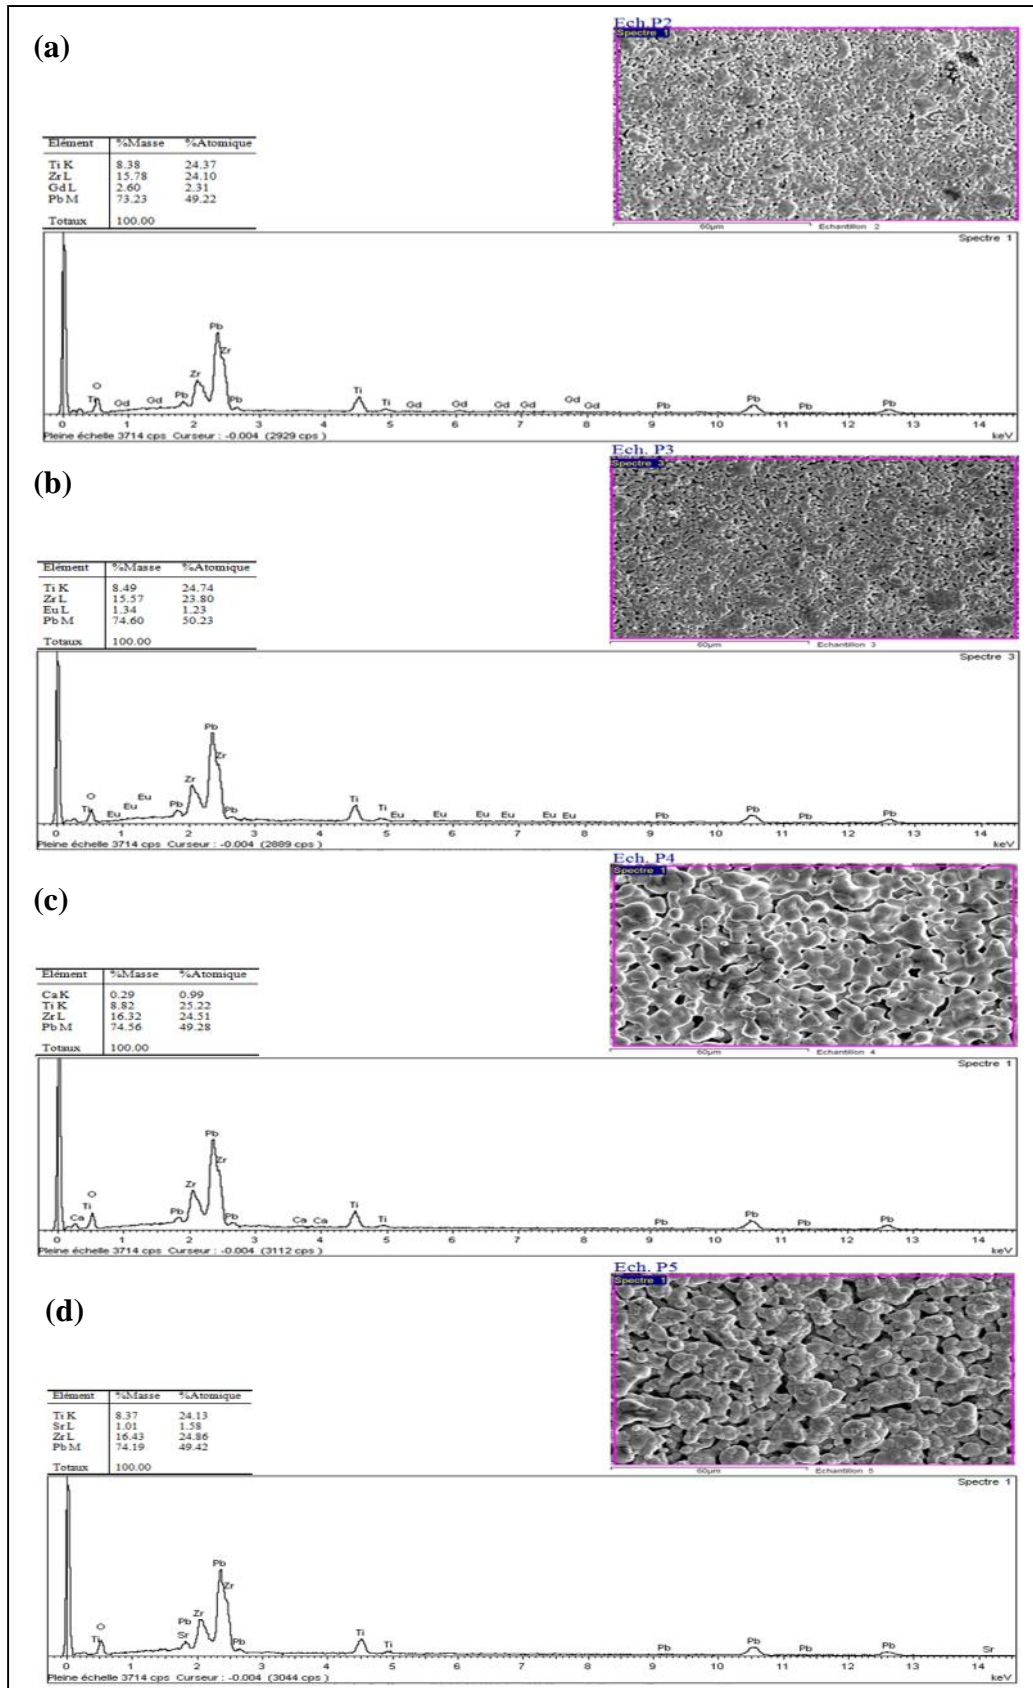 (a)
Ech.P2
Spectre 1
60µm Echantillon 2
Elément %Masse %Atomique
Ti K 8.38 24.37
Zr L 15.78 24.10
Gd L 2.60 2.31
Pb M 73.23 49.22
Totaux 100.00
Spectre 1
Pb
Zr
Zr
O
Ti
Pb
Pb
Gd Gd
Ti
Ti Gd Gd Gd Gd Gd Gd
Pb Pb Pb Pb
0 1 2 3 4 5 6 7 8 9 10 11 12 13 14
Pleine échelle 3714 cps Curseur : -0.004 (2929 cps ) keV
(b)
Ech. P3
Spectre 3
60µm Echantillon 3
Elément %Masse %Atomique
Ti K 8.49 24.74
Zr L 15.57 23.80
Eu L 1.34 1.23
Pb M 74.60 50.23
Totaux 100.00
Spectre 3
Pb
Zr
Zr
O
Ti
Eu Eu Eu
Pb
Pb
Ti Ti
Eu Eu Eu Eu Eu Eu
Pb Pb Pb Pb
0 1 2 3 4 5 6 7 8 9 10 11 12 13 14
Pleine échelle 3714 cps Curseur : -0.004 (2889 cps ) keV
(c)
Ech. P4
Spectre 1
60µm Echantillon 4
Elément %Masse %Atomique
Ca K 0.29 0.99
Ti K 8.82 25.22
Zr L 16.32 24.51
Pb M 74.56 49.28
Totaux 100.00
Spectre 1
Pb
Zr
Zr
O
Ti
Ca
Pb
Pb
Ca Ca
Ti Ti
Pb Pb Pb Pb
0 1 2 3 4 5 6 7 8 9 10 11 12 13 14
Pleine échelle 3714 cps Curseur : -0.004 (3112 cps ) keV
(d)
Ech. P5
Spectre 1
60µm Echantillon 5
Elément %Masse %Atomique
Ti K 8.37 24.13
Sr L 1.01 1.58
Zr L 16.43 24.86
Pb M 74.19 49.42
Totaux 100.00
Spectre 1
Pb
Zr
Pb Zr
O
Sr
Ti
Pb
Ti Ti
Pb Pb Pb Pb Sr
0 1 2 3 4 5 6 7 8 9 10 11 12 13 14
Pleine échelle 3714 cps Curseur : -0.004 (3044 cps ) keV